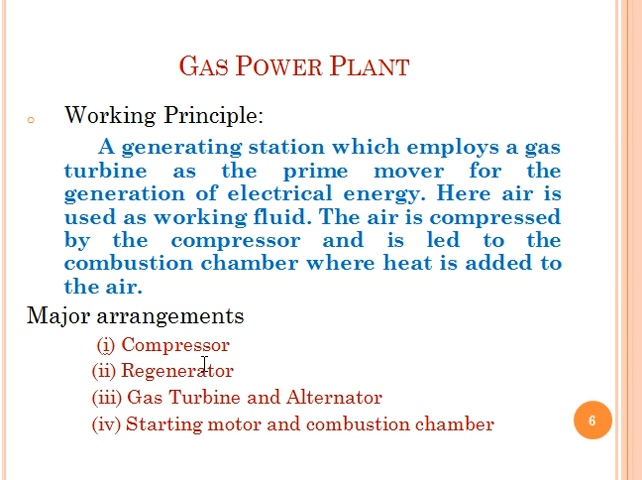 GAS POWER PLANT
Working Principle:
A generating station which employs a gas
turbine as the prime mover for the
generation of electrical energy. Here air is
used as working fluid. The air is compressed
by the compressor and is led to the
combustion chamber where heat is added to
the air.
Major arrangements
(i) Compressor
(ii) Regenerator
(iii) Gas Turbine and Alternator
(iv) Starting motor and combustion chamber
6